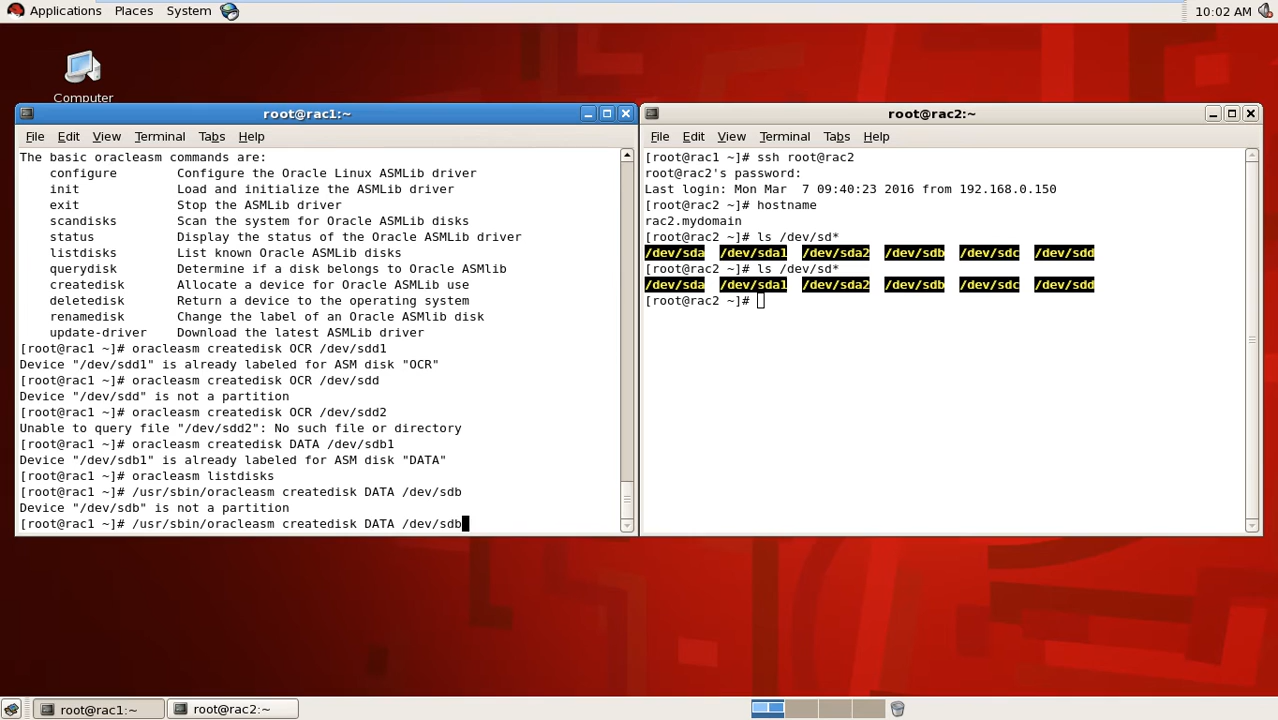 Applications Places System 10:02 AM
Computer
root@rac1:~
File Edit View Terminal Tabs Help
The basic oracleasm commands are:
configure Configure the Oracle Linux ASMLib driver
init Load and initialize the ASMLib driver
exit Stop the ASMLib driver
scandisks Scan the system for Oracle ASMLib disks
status Display the status of the Oracle ASMLib driver
listdisks List known Oracle ASMLib disks
querydisk Determine if a disk belongs to Oracle ASMlib
createdisk Allocate a device for Oracle ASMLib use
deletedisk Return a device to the operating system
renamedisk Change the label of an Oracle ASMlib disk
update-driver Download the latest ASMLib driver
[root@rac1 ~]# oracleasm createdisk OCR /dev/sdd1
Device "/dev/sdd1" is already labeled for ASM disk "OCR"
[root@rac1 ~]# oracleasm createdisk OCR /dev/sdd
Device "/dev/sdd" is not a partition
[root@rac1 ~]# oracleasm createdisk OCR /dev/sdd2
Unable to query file "/dev/sdd2": No such file or directory
[root@rac1 ~]# oracleasm createdisk DATA /dev/sdb1
Device "/dev/sdb1" is already labeled for ASM disk "DATA"
[root@rac1 ~]# oracleasm listdisks
[root@rac1 ~]# /usr/sbin/oracleasm createdisk DATA /dev/sdb
Device "/dev/sdb" is not a partition
[root@rac1 ~]# /usr/sbin/oracleasm createdisk DATA /dev/sdb
root@rac2:~
File Edit View Terminal Tabs Help
[root@rac1 ~]# ssh root@rac2
root@rac2's password:
Last login: Mon Mar  7 09:40:23 2016 from 192.168.0.150
[root@rac2 ~]# hostname
rac2.mydomain
[root@rac2 ~]# ls /dev/sd*
/dev/sda /dev/sda1 /dev/sda2 /dev/sdb /dev/sdc /dev/sdd
[root@rac2 ~]# ls /dev/sd*
/dev/sda /dev/sda1 /dev/sda2 /dev/sdb /dev/sdc /dev/sdd
[root@rac2 ~]#
root@rac1:~ root@rac2:~